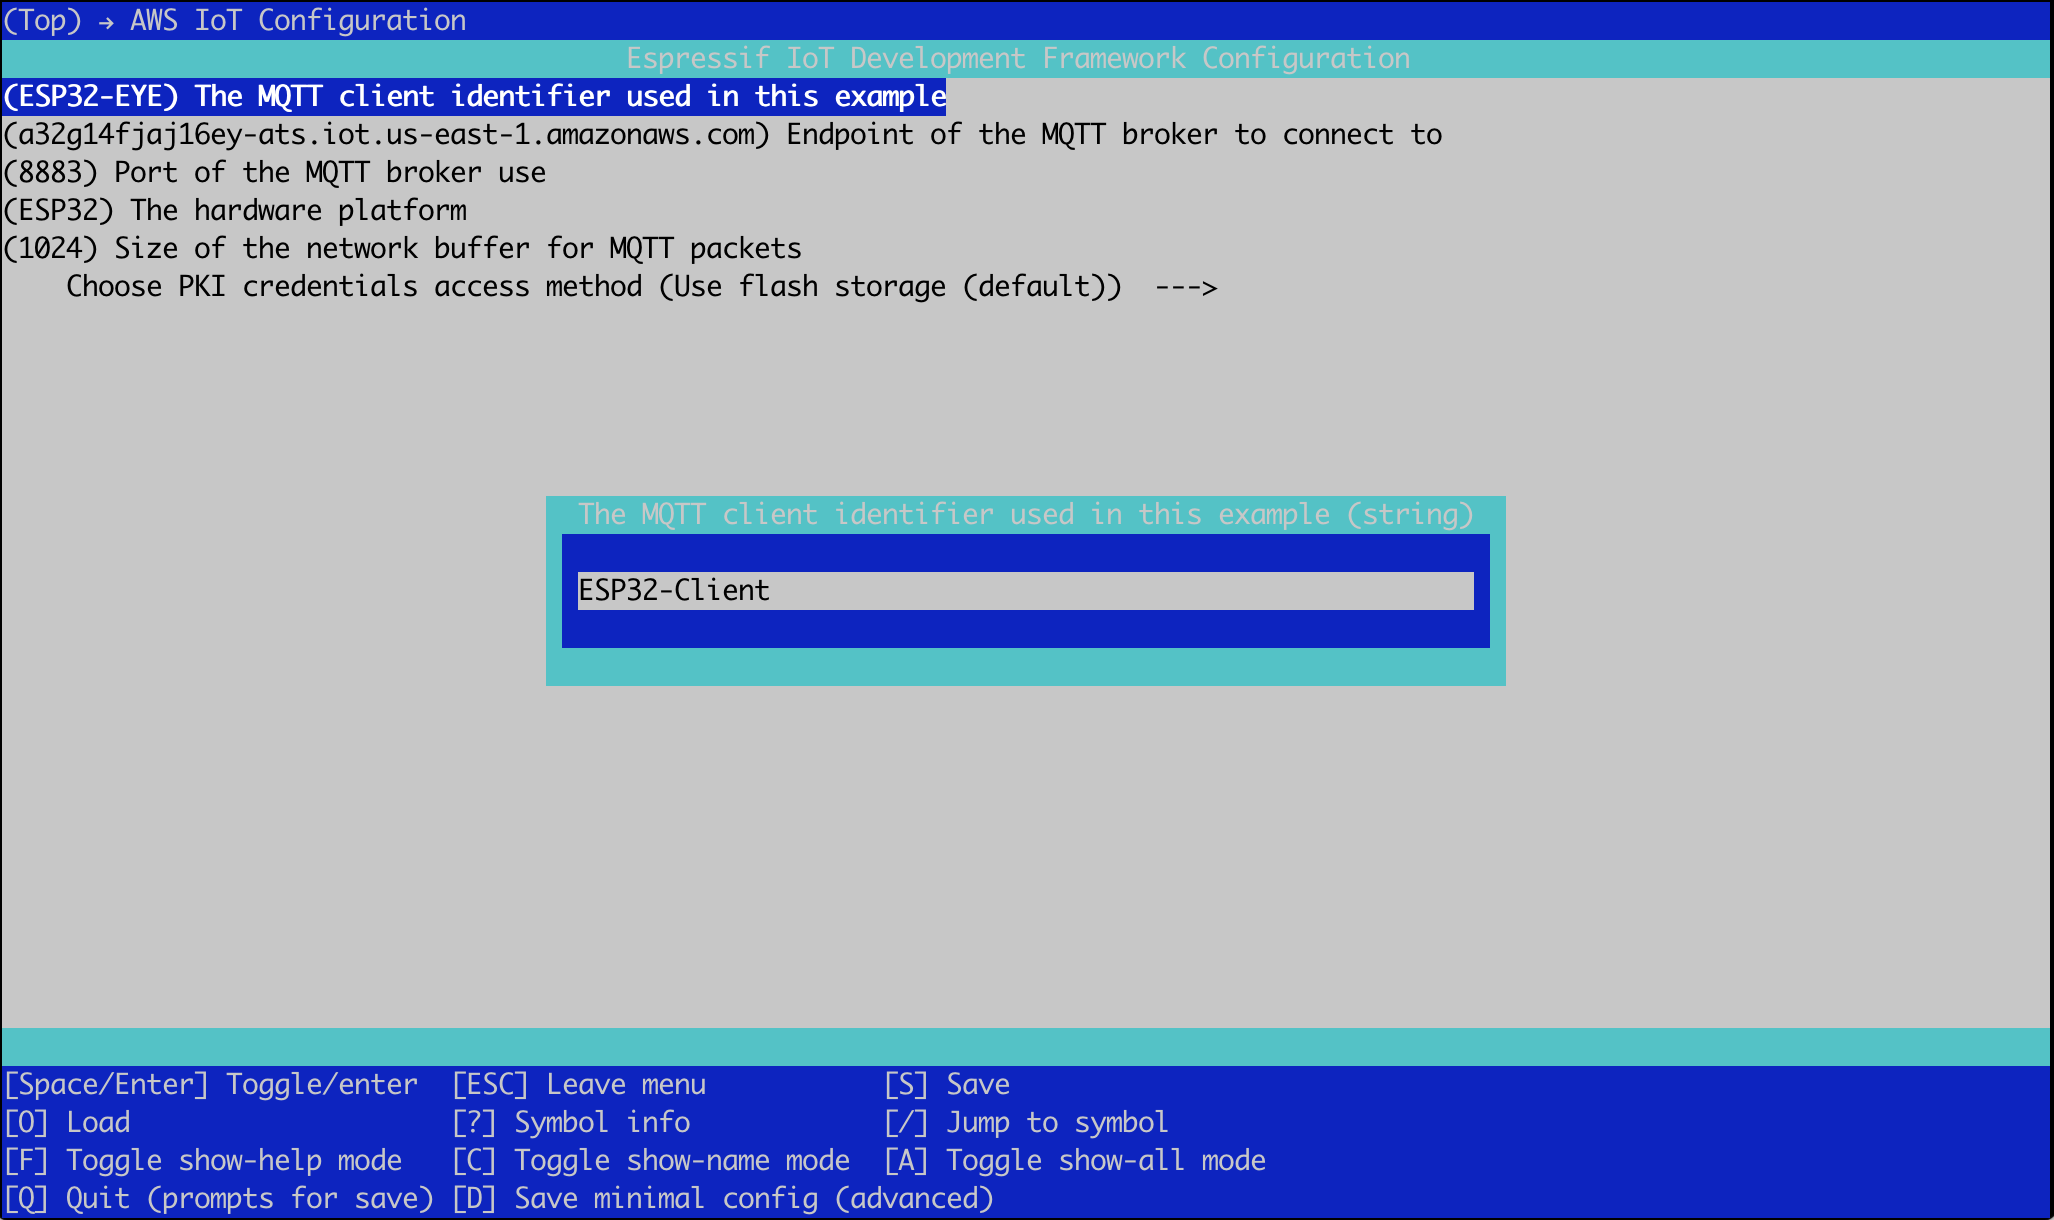 (Top) → AWS IoT Configuration
Espressif IoT Development Framework Configuration
(ESP32-EYE) The MQTT client identifier used in this example
(a32g14fjaj16ey-ats.iot.us-east-1.amazonaws.com) Endpoint of the MQTT broker to connect to
(8883) Port of the MQTT broker use
(ESP32) The hardware platform
(1024) Size of the network buffer for MQTT packets
Choose PKI credentials access method (Use flash storage (default))  --->
The MQTT client identifier used in this example (string)
ESP32-Client
[Space/Enter] Toggle/enter  [ESC] Leave menu  [S] Save
[O] Load  [?] Symbol info  [/] Jump to symbol
[F] Toggle show-help mode  [C] Toggle show-name mode  [A] Toggle show-all mode
[Q] Quit (prompts for save) [D] Save minimal config (advanced)